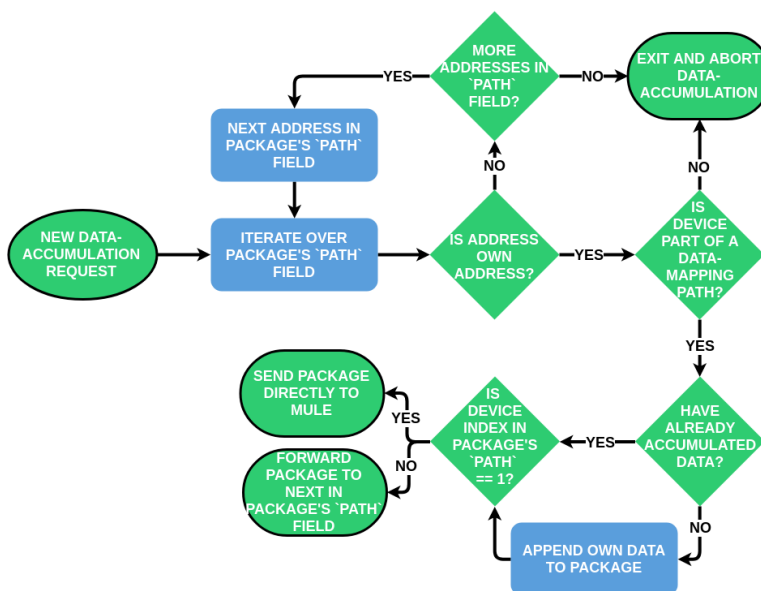 MORE
ADDRESSES IN
`PATH`
FIELD?
YES
NO
EXIT AND ABORT
DATA-
ACCUMULATION
NEXT ADDRESS IN
PACKAGE'S `PATH`
FIELD
NO
NO
NEW DATA-
ACCUMULATION
REQUEST
ITERATE OVER
PACKAGE'S `PATH`
FIELD
IS ADDRESS
OWN
ADDRESS?
YES
IS
DEVICE
PART OF A
DATA-
MAPPING
PATH?
YES
SEND PACKAGE
DIRECTLY TO
MULE
YES
IS
DEVICE
INDEX IN
PACKAGE'S
`PATH`
== 1?
YES
HAVE
ALREADY
ACCUMULATED
DATA?
NO
FORWARD
PACKAGE TO
NEXT IN
PACKAGE'S `PATH`
FIELD
NO
APPEND OWN DATA
TO PACKAGE